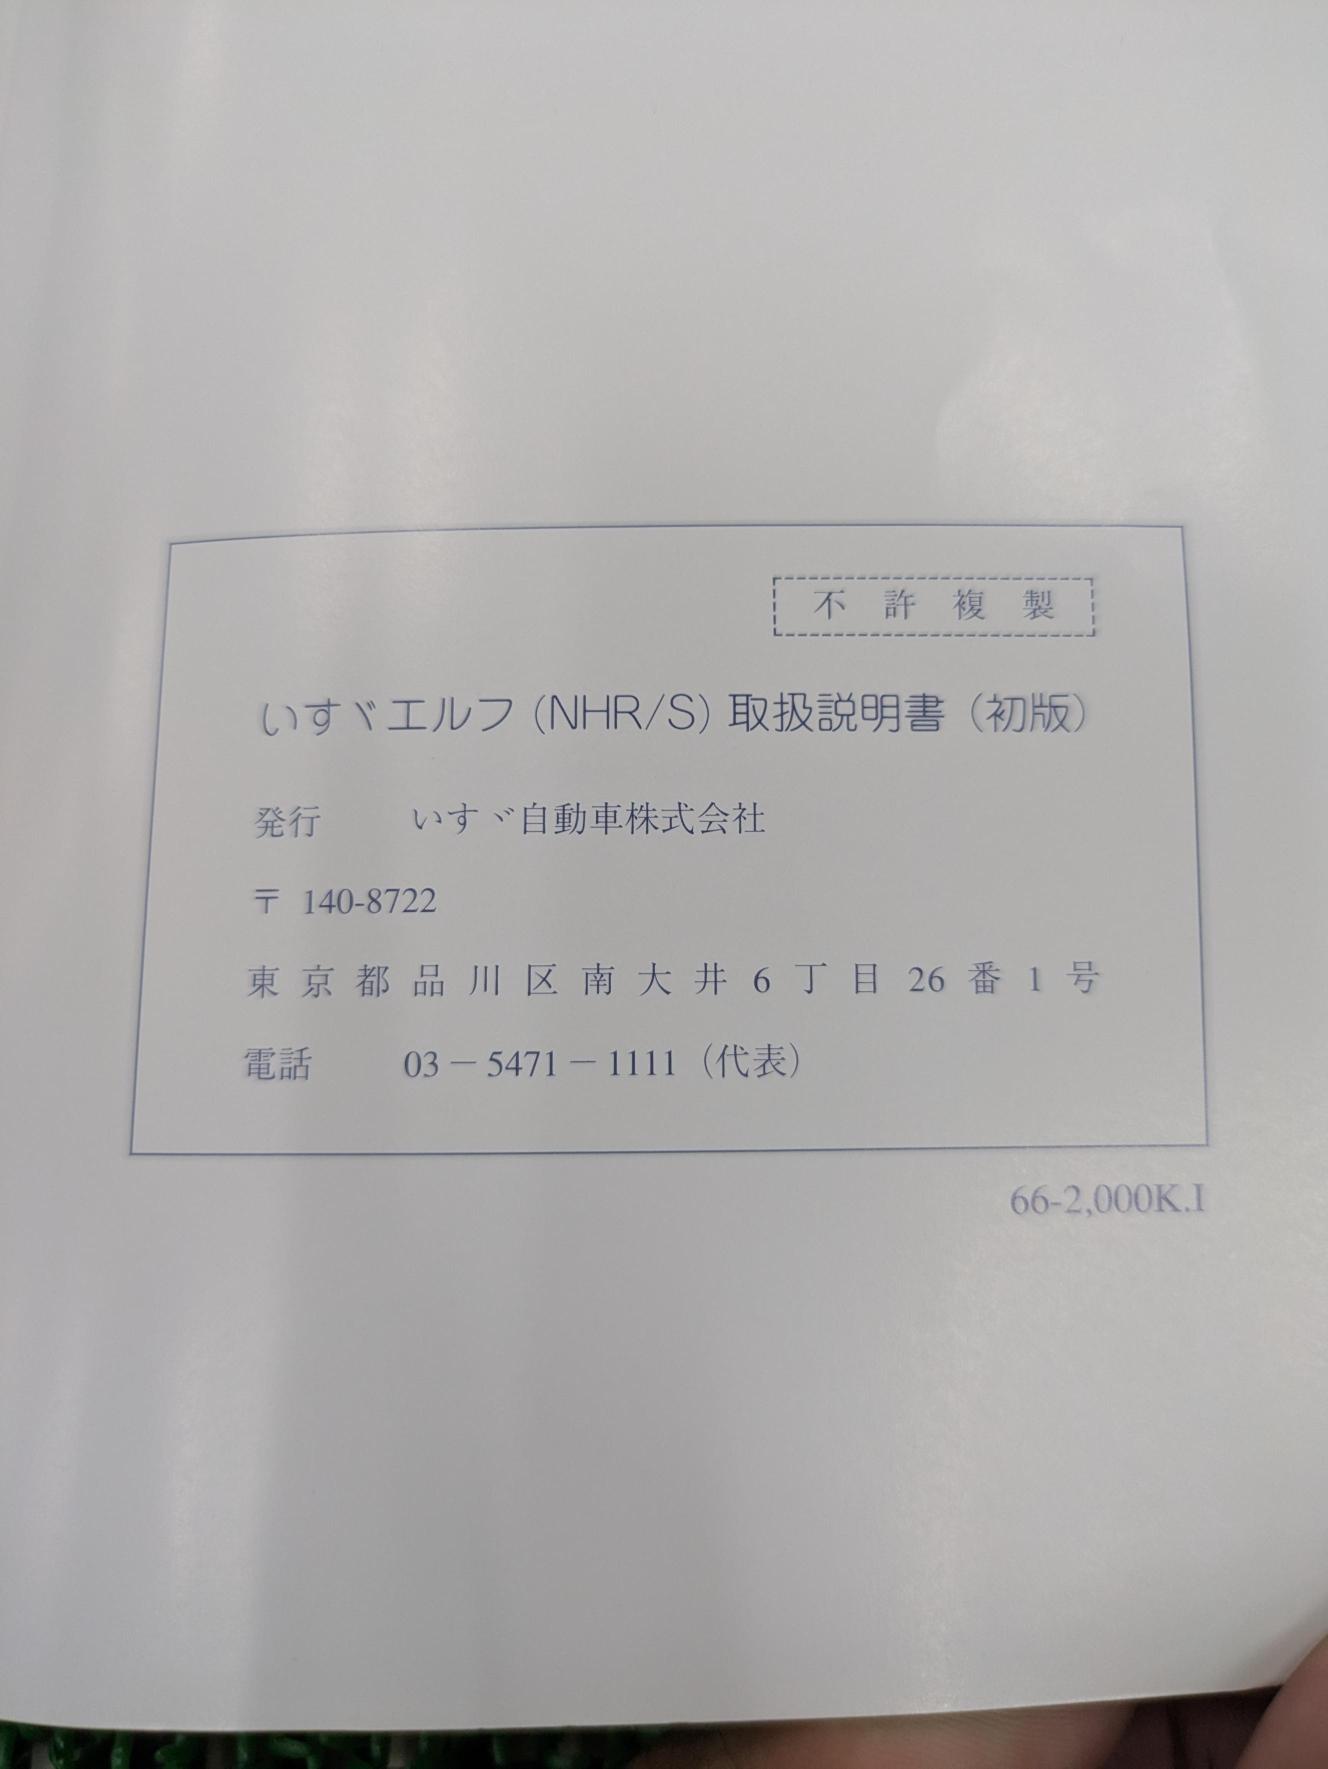 不許複製
いすヾエルフ(NHR/S)取扱説明書(初版)
発行 いすヾ自動車株式会社
〒 140-8722
東京都品川区南大井6丁目26番1号
電話 03－5471－1111(代表)
66-2,000K.I